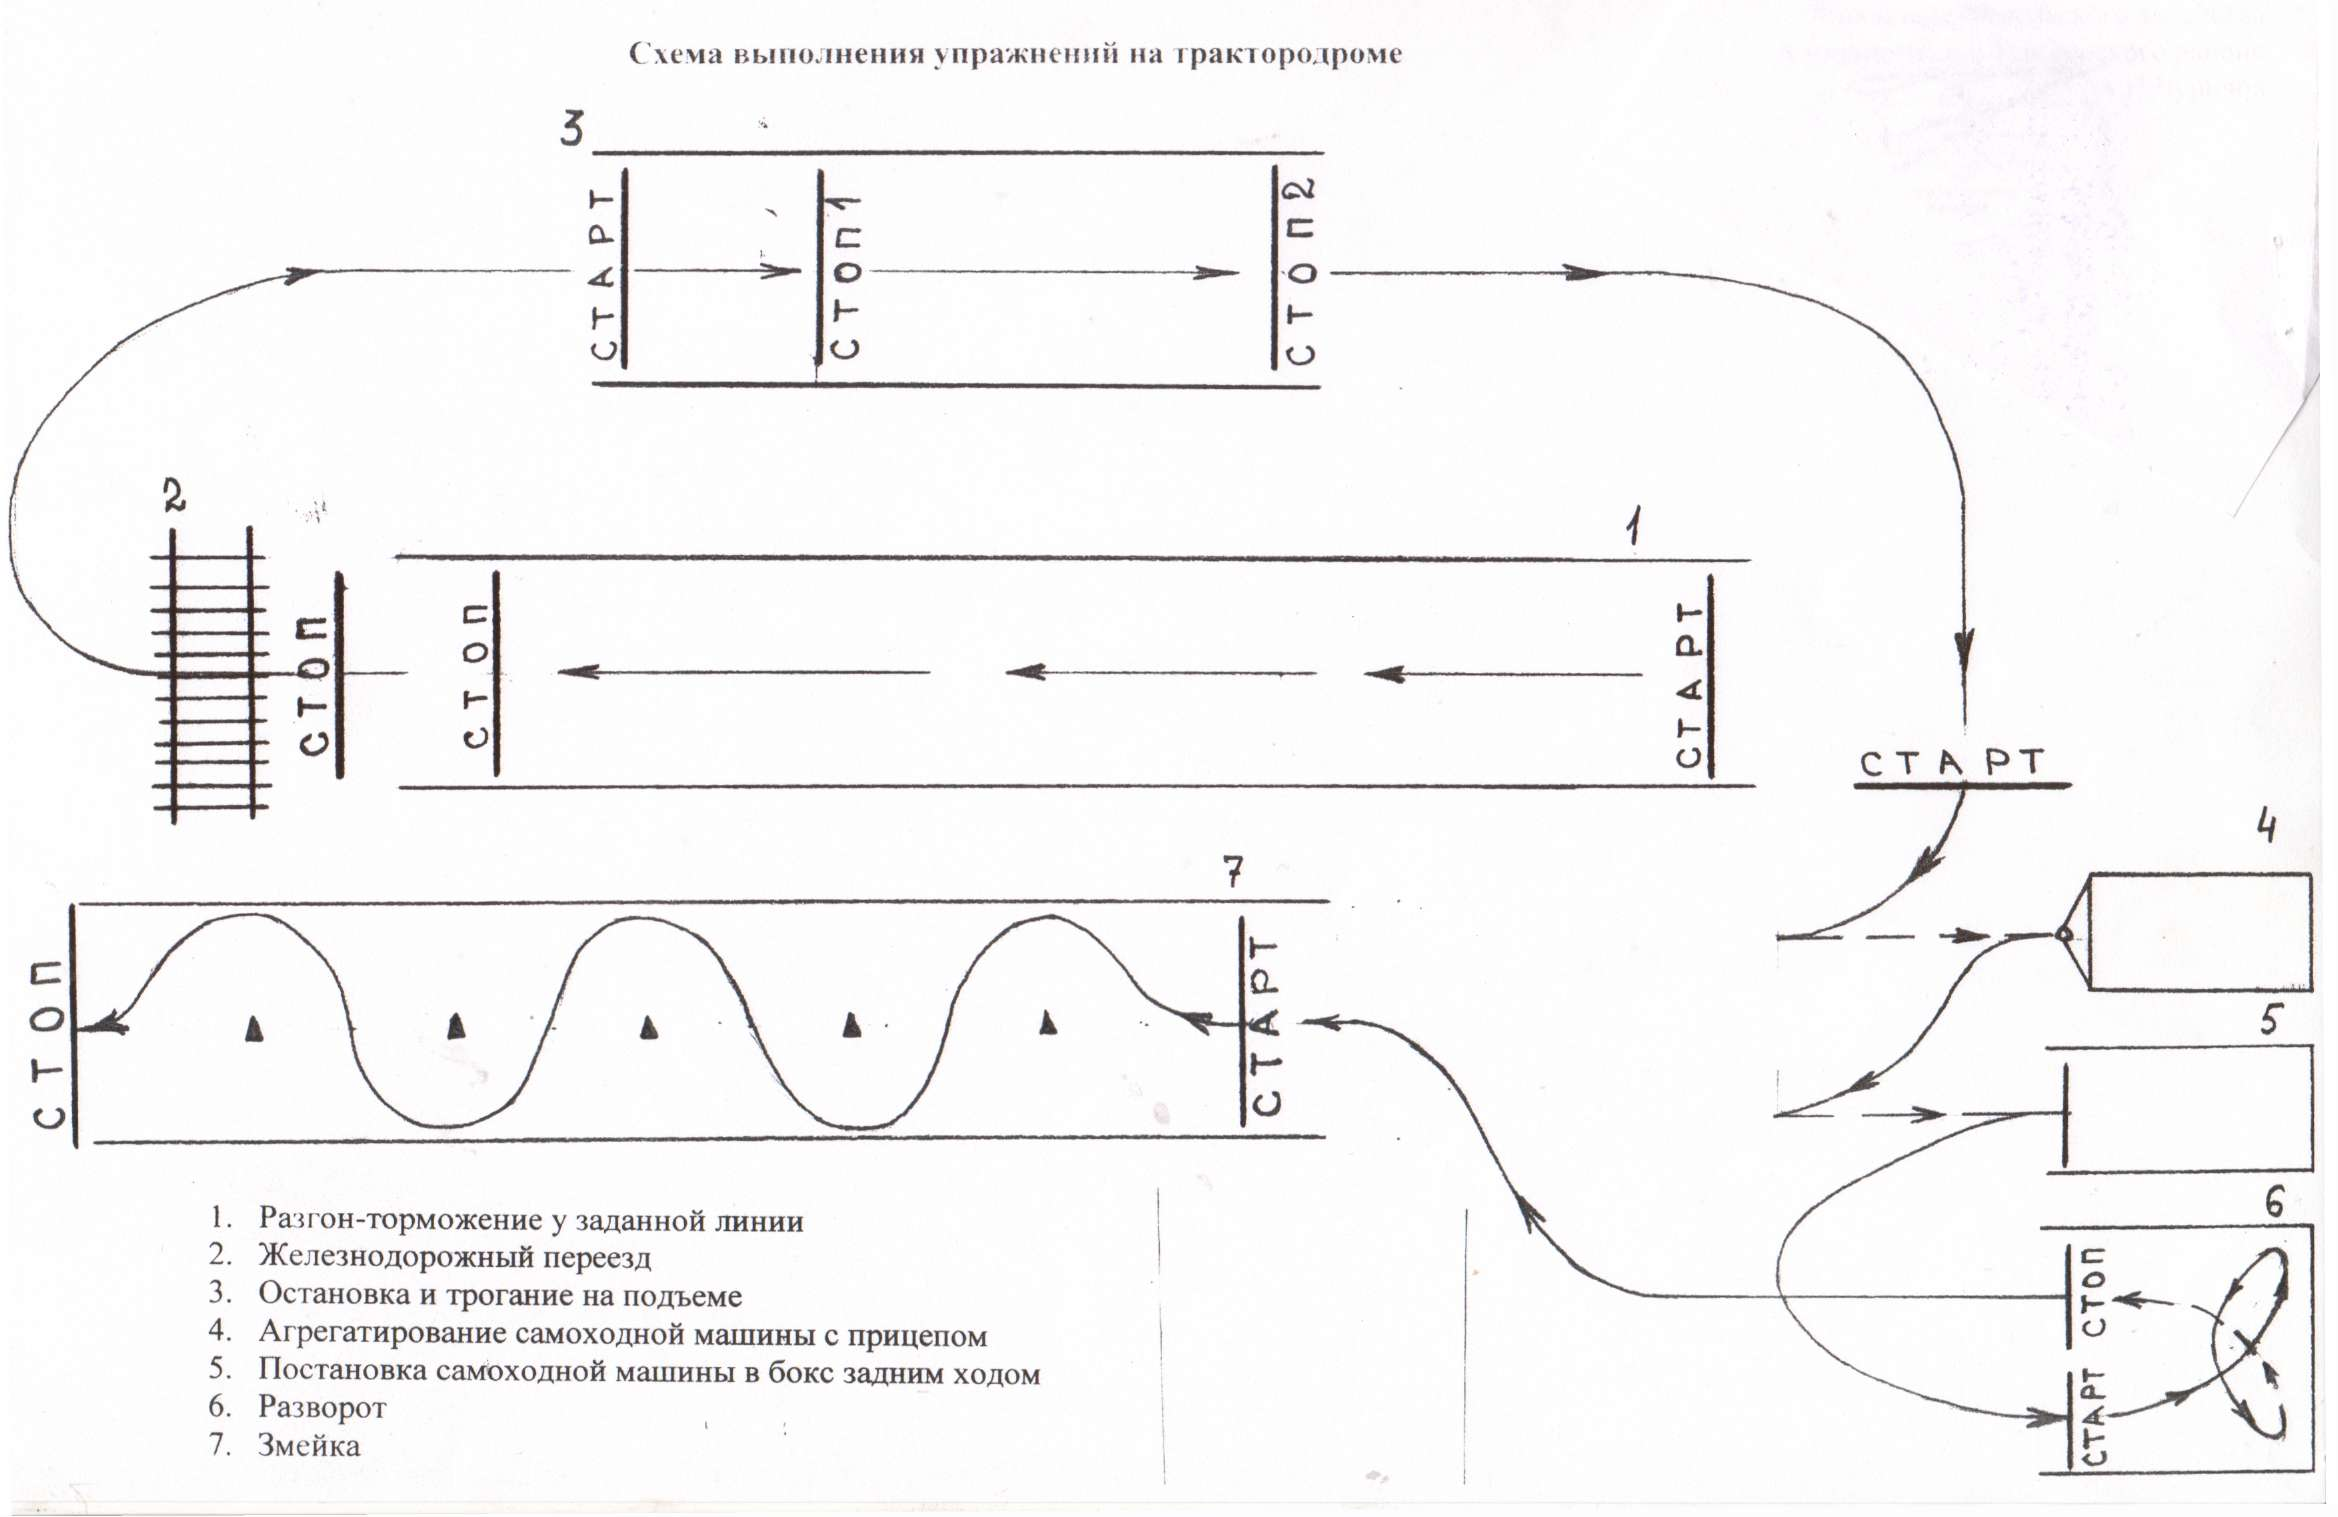 Схема выполнения упражнений на трактородроме
3
СТАРТ
СТОП1
СТОП2
2
1
СТОП
СТОП
СТАРТ
СТАРТ
4
7
СТОП
СТАРТ
5
6
СТОП
СТАРТ
1. Разгон-торможение у заданной линии
2. Железнодорожный переезд
3. Остановка и трогание на подъеме
4. Агрегатирование самоходной машины с прицепом
5. Постановка самоходной машины в бокс задним ходом
6. Разворот
7. Змейка